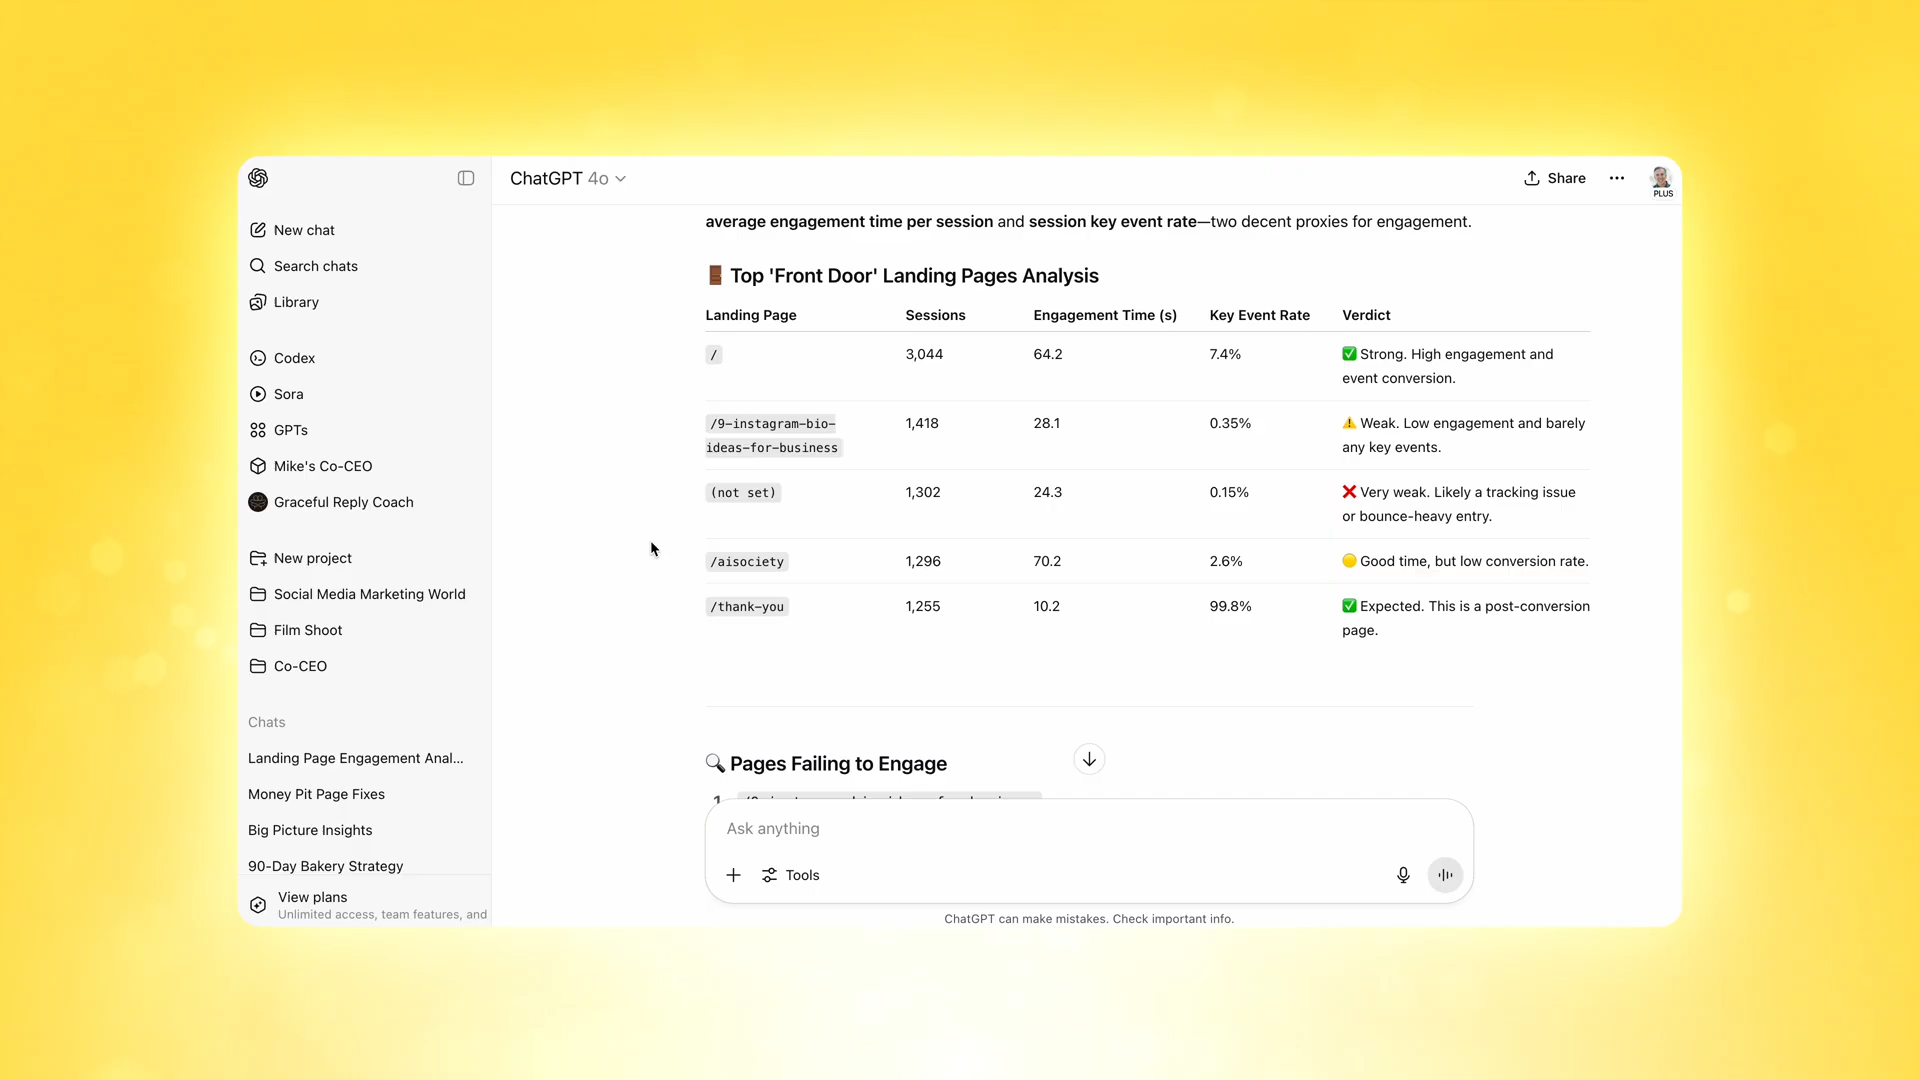 ChatGPT 4o
Share
PLUS
New chat
Search chats
Library
Codex
Sora
GPTs
Mike's Co-CEO
Graceful Reply Coach
New project
Social Media Marketing World
Film Shoot
Co-CEO
Chats
Landing Page Engagement Anal...
Money Pit Page Fixes
Big Picture Insights
90-Day Bakery Strategy
View plans
Unlimited access, team features, and
average engagement time per session and session key event rate—two decent proxies for engagement.
Top 'Front Door' Landing Pages Analysis
Landing Page Sessions Engagement Time (s) Key Event Rate Verdict
/ 3,044 64.2 7.4% Strong. High engagement and
event conversion.
/9-instagram-bio- 1,418 28.1 0.35% Weak. Low engagement and barely
ideas-for-business any key events.
(not set) 1,302 24.3 0.15% Very weak. Likely a tracking issue
or bounce-heavy entry.
/aisociety 1,296 70.2 2.6% Good time, but low conversion rate.
/thank-you 1,255 10.2 99.8% Expected. This is a post-conversion
page.
Pages Failing to Engage
Ask anything
Tools
ChatGPT can make mistakes. Check important info.